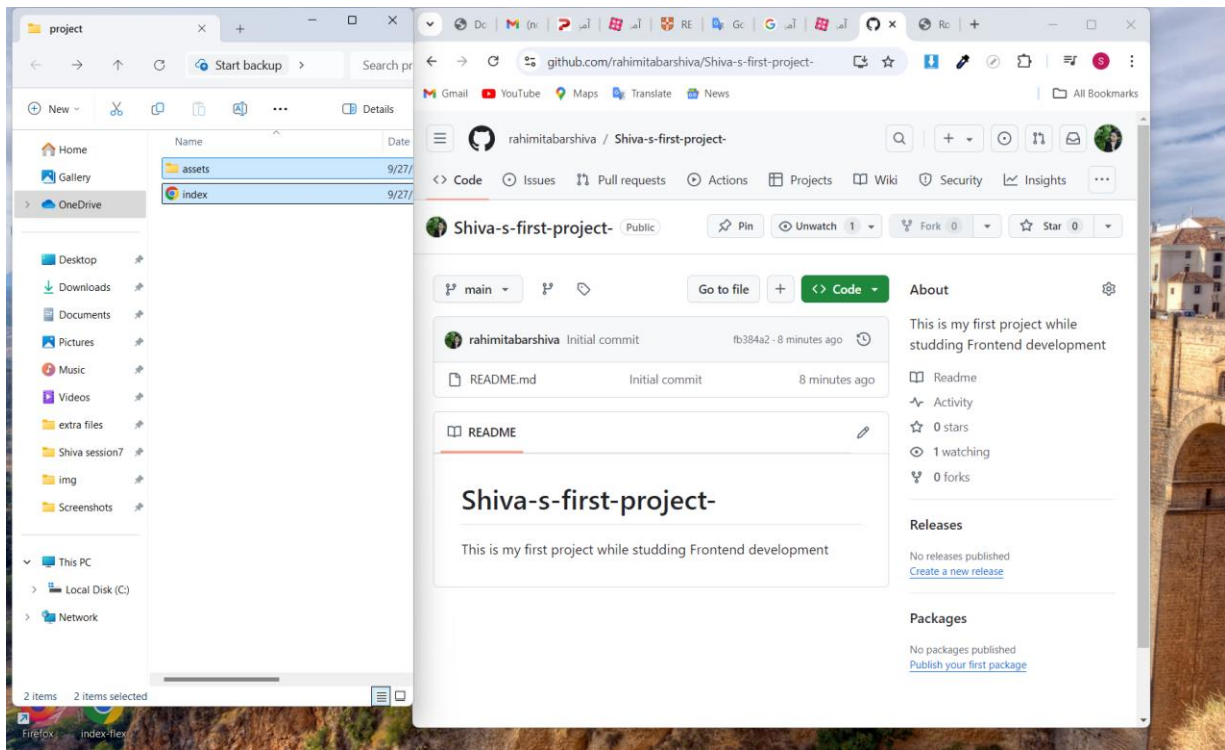 project
Start backup
Search pr
New
Details
Home
Gallery
OneDrive
Desktop
Downloads
Documents
Pictures
Music
Videos
extra files
Shiva session7
img
Screenshots
This PC
Local Disk (C:)
Network
Name
Date
assets
9/27/
index
9/27/
2 items 2 items selected
Firefox index-flex
Dc
(n
RE
Gc
Rc
github.com/rahimitabarshiva/Shiva-s-first-project-
S
Gmail YouTube Maps Translate News
All Bookmarks
rahimitabarshiva / Shiva-s-first-project-
<> Code Issues Pull requests Actions Projects Wiki Security Insights
Shiva-s-first-project- Public
Pin Unwatch 1 Fork 0 Star 0
main
Go to file
<> Code
rahimitabarshiva Initial commit fb384a2 · 8 minutes ago
README.md Initial commit 8 minutes ago
README
Shiva-s-first-project-
This is my first project while studding Frontend development
About
This is my first project while
studding Frontend development
Readme
Activity
0 stars
1 watching
0 forks
Releases
No releases published
Create a new release
Packages
No packages published
Publish your first package